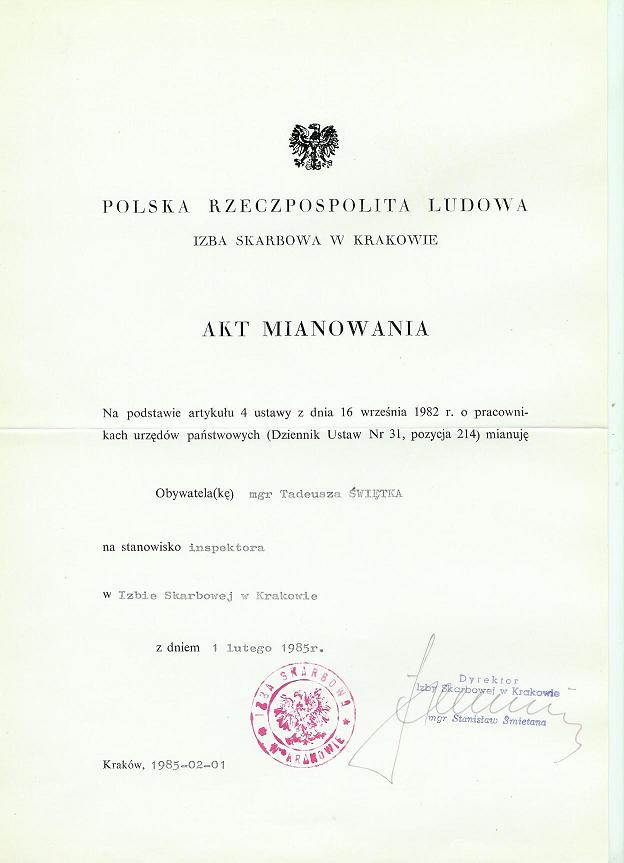 POLSKA RZECZPOSPOLITA LUDOWA
IZBA SKARBOWA W KRAKOWIE
AKT MIANOWANIA
Na podstawie artykułu 4 ustawy z dnia 16 września 1982 r. o pracowni-
kach urzędów państwowych (Dziennik Ustaw Nr 31, pozycja 214) mianuję
Obywatela(kę) mgr Tadeusza ŚWIĘTKA
na stanowisko inspektora
w Izbie Skarbowej w Krakowie
z dniem 1 lutego 1985r.
IZBA SKARBOWA
W KRAKOWIE
Dyrektor
Izby Skarbowej w Krakowie
mgr Stanisław Smietana
Kraków, 1985-02-01